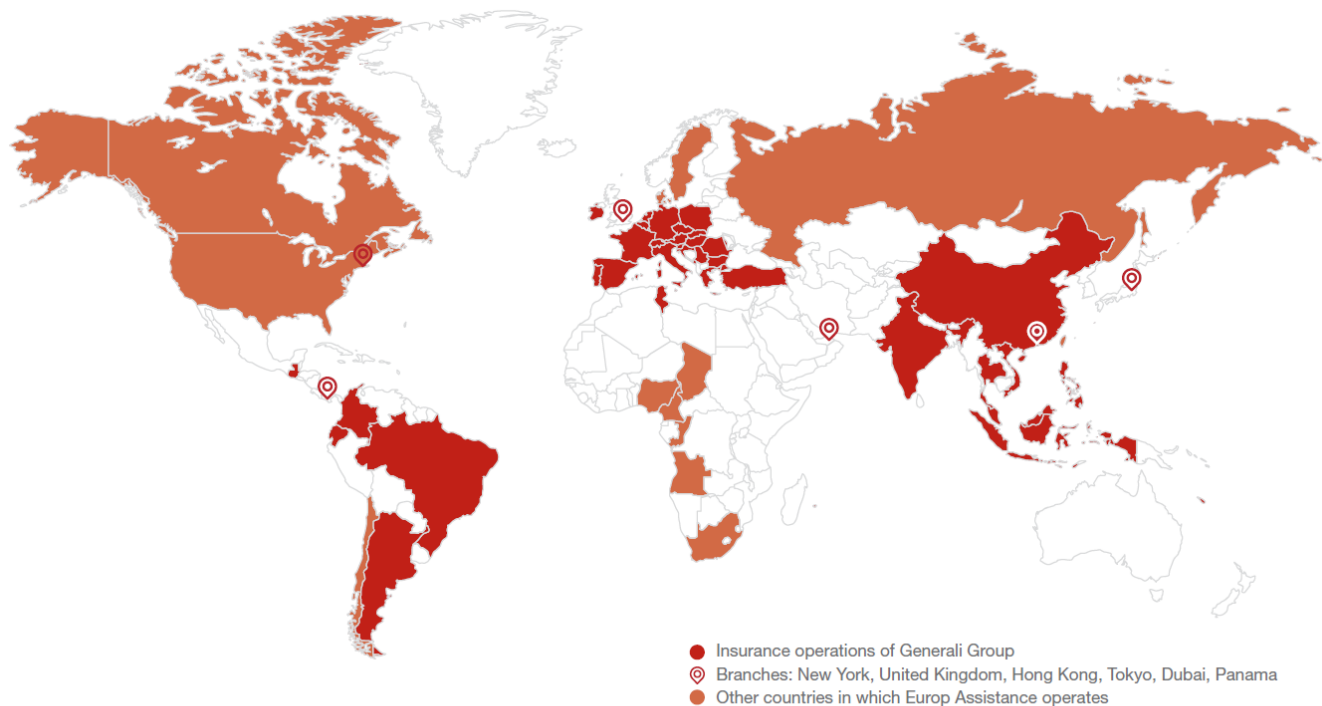 Insurance operations of Generali Group
Branches: New York, United Kingdom, Hong Kong, Tokyo, Dubai, Panama
Other countries in which Europ Assistance operates